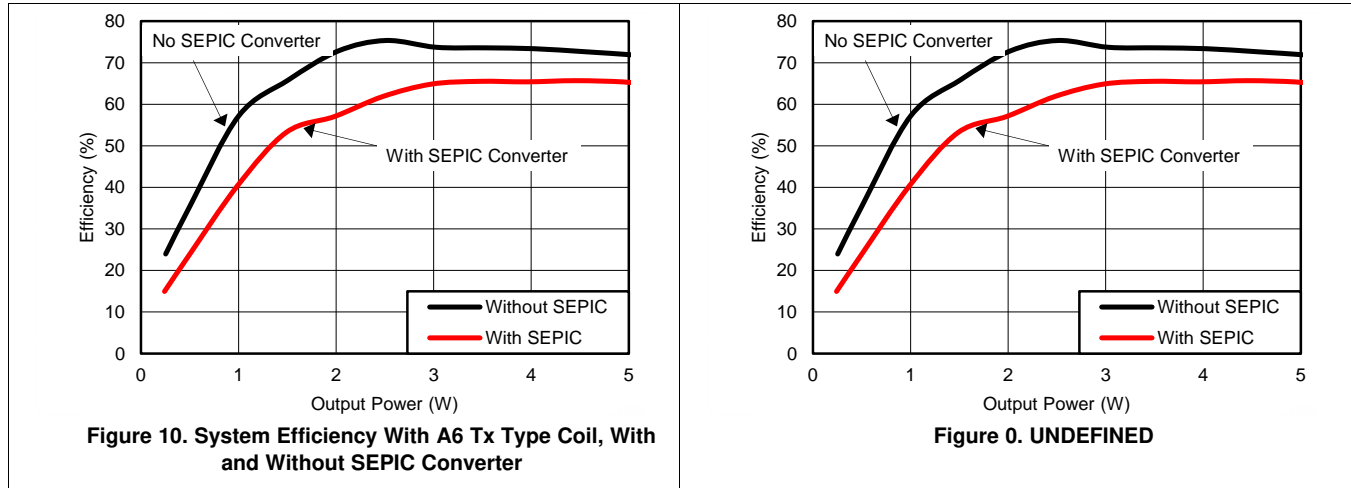 80
70
60
50
40
30
20
10
0
Efficiency (%)
No SEPIC Converter
With SEPIC Converter
Without SEPIC
With SEPIC
0 1 2 3 4 5
Output Power (W)
Figure 10. System Efficiency With A6 Tx Type Coil, With
and Without SEPIC Converter
80
70
60
50
40
30
20
10
0
Efficiency (%)
No SEPIC Converter
With SEPIC Converter
Without SEPIC
With SEPIC
0 1 2 3 4 5
Output Power (W)
Figure 0. UNDEFINED